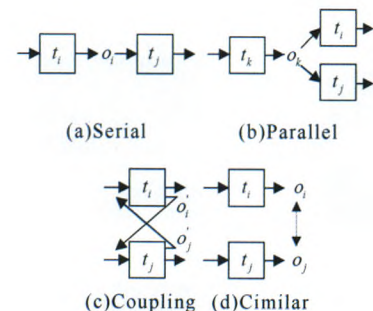 t_i o_i t_j
t_k o_k t_i
t_j
(a)Serial (b)Parallel
t_i o_i' t_i o_i
t_j o_j' t_j o_j
(c)Coupling (d)Cimilar